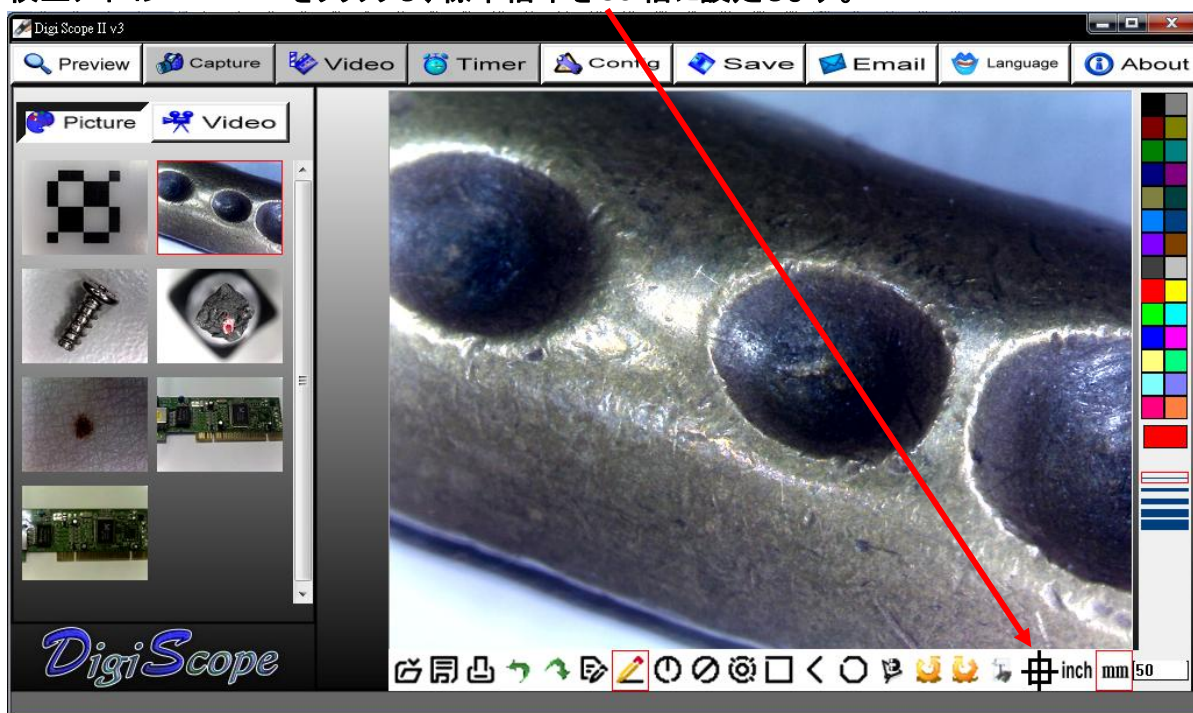 Digi Scope II v3
Preview Capture Video Timer Config Save Email Language About
Picture Video
DigiScope
inch mm 50